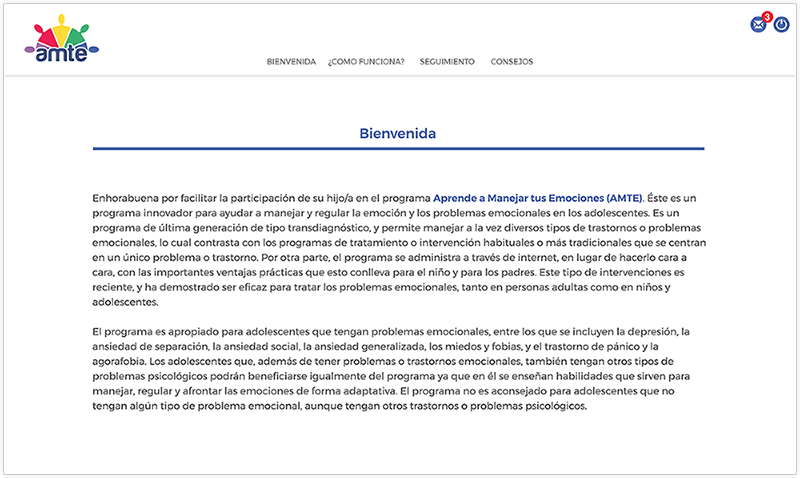 amte
3
BIENVENIDA ¿COMO FUNCIONA? SEGUIMIENTO CONSEJOS
Bienvenida
Enhorabuena por facilitar la participación de su hijo/a en el programa Aprende a Manejar tus Emociones (AMTE). Éste es un
programa innovador para ayudar a manejar y regular la emoción y los problemas emocionales en los adolescentes. Es un
programa de última generación de tipo transdiagnóstico, y permite manejar a la vez diversos tipos de trastornos o problemas
emocionales, lo cual contrasta con los programas de tratamiento o intervención habituales o más tradicionales que se centran
en un único problema o trastorno. Por otra parte, el programa se administra a través de internet, en lugar de hacerlo cara a
cara, con las importantes ventajas prácticas que esto conlleva para el niño y para los padres. Este tipo de intervenciones es
reciente, y ha demostrado ser eficaz para tratar los problemas emocionales, tanto en personas adultas como en niños y
adolescentes.
El programa es apropiado para adolescentes que tengan problemas emocionales, entre los que se incluyen la depresión, la
ansiedad de separación, la ansiedad social, la ansiedad generalizada, los miedos y fobias, y el trastorno de pánico y la
agorafobia. Los adolescentes que, además de tener problemas o trastornos emocionales, también tengan otros tipos de
problemas psicológicos podrán beneficiarse igualmente del programa ya que en él se enseñan habilidades que sirven para
manejar, regular y afrontar las emociones de forma adaptativa. El programa no es aconsejado para adolescentes que no
tengan algún tipo de problema emocional, aunque tengan otros trastornos o problemas psicológicos.